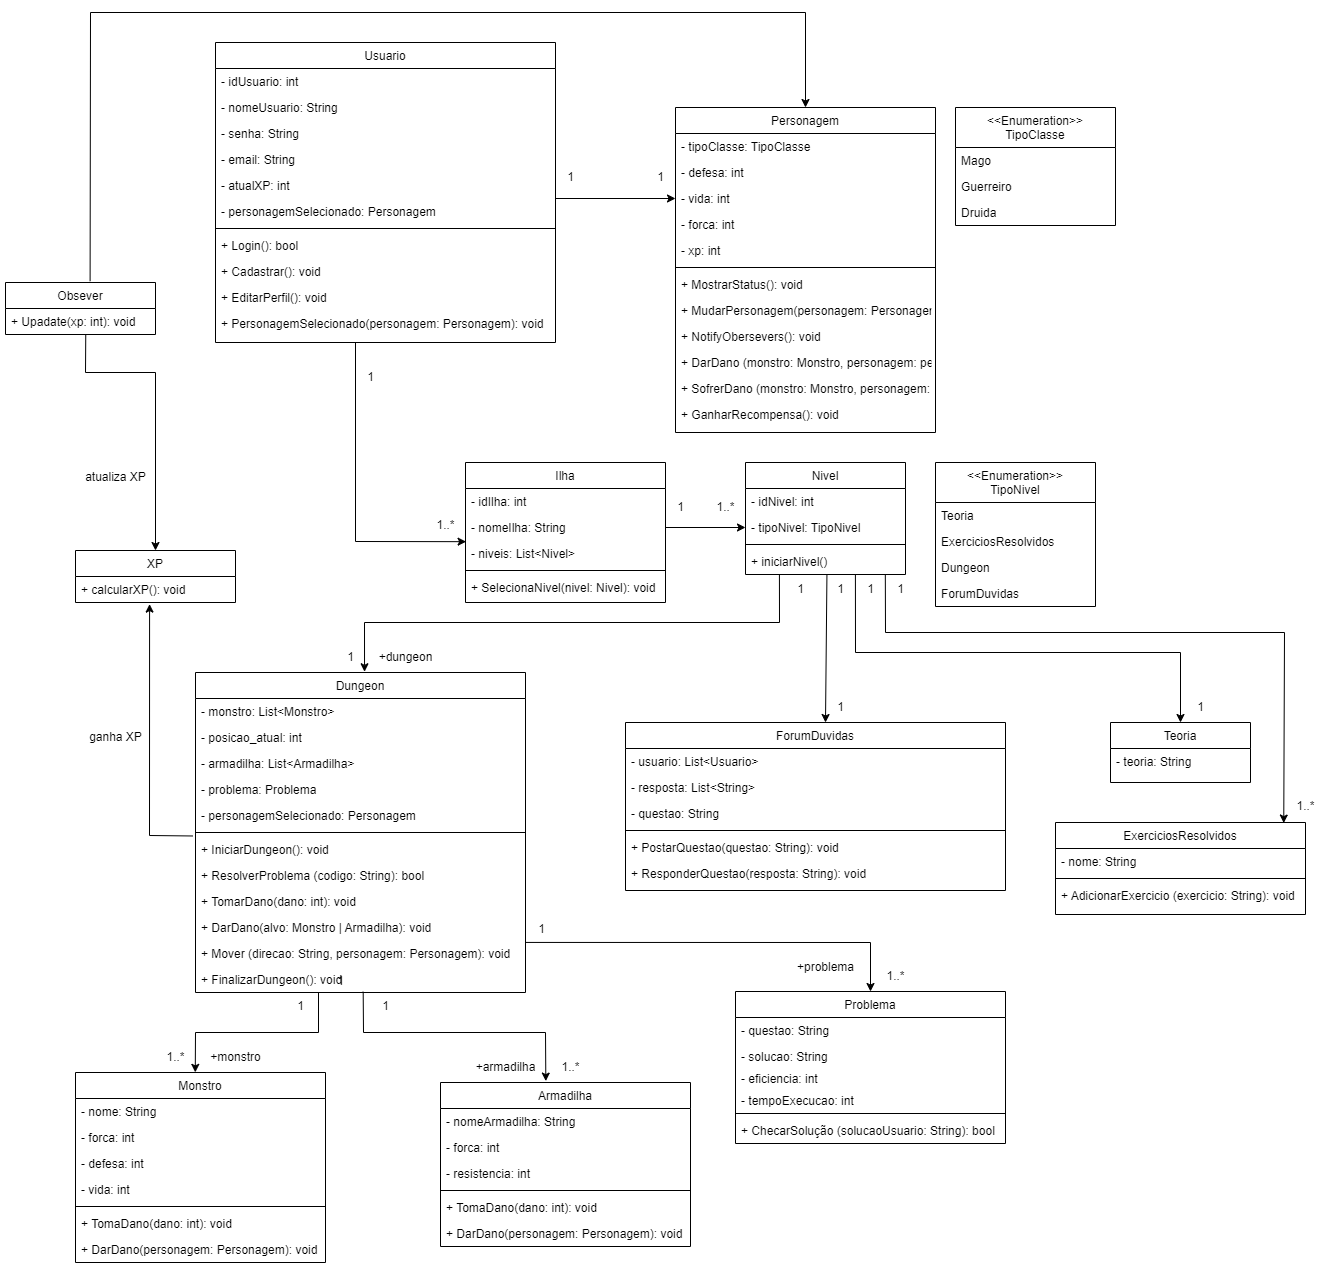 Usuario
- idUsuario: int
- nomeUsuario: String
- senha: String
- email: String
- atualXP: int
- personagemSelecionado: Personagem
+ Login(): bool
+ Cadastrar(): void
+ EditarPerfil(): void
+ PersonagemSelecionado(personagem: Personagem): void
1
1
1
Personagem
- tipoClasse: TipoClasse
- defesa: int
- vida: int
- forca: int
- xp: int
+ MostrarStatus(): void
+ MudarPersonagem(personagem: Personager
+ NotifyObersevers(): void
+ DarDano (monstro: Monstro, personagem: pe
+ SofrerDano (monstro: Monstro, personagem:
+ GanharRecompensa(): void
<<Enumeration>>
TipoClasse
Mago
Guerreiro
Druida
Obsever
+ Upadate(xp: int): void
atualiza XP
XP
+ calcularXP(): void
ganha XP
1..*
Ilha
- idIlha: int
- nomeIlha: String
- niveis: List<Nivel>
+ SelecionaNivel(nivel: Nivel): void
1
1..*
Nivel
- idNivel: int
- tipoNivel: TipoNivel
+ iniciarNivel()
1
1
1
1
<<Enumeration>>
TipoNivel
Teoria
ExerciciosResolvidos
Dungeon
ForumDuvidas
1
+dungeon
Dungeon
- monstro: List<Monstro>
- posicao_atual: int
- armadilha: List<Armadilha>
- problema: Problema
- personagemSelecionado: Personagem
+ IniciarDungeon(): void
+ ResolverProblema (codigo: String): bool
+ TomarDano(dano: int): void
+ DarDano(alvo: Monstro | Armadilha): void
+ Mover (direcao: String, personagem: Personagem): void
+ FinalizarDungeon(): void
1
ForumDuvidas
- usuario: List<Usuario>
- resposta: List<String>
- questao: String
+ PostarQuestao(questao: String): void
+ ResponderQuestao(resposta: String): void
1
Teoria
- teoria: String
1..*
ExerciciosResolvidos
- nome: String
+ AdicionarExercicio (exercicio: String): void
1
+problema
1..*
Problema
- questao: String
- solucao: String
- eficiencia: int
- tempoExecucao: int
+ ChecarSolução (solucaoUsuario: String): bool
1
1
1..*
+monstro
Monstro
- nome: String
- forca: int
- defesa: int
- vida: int
+ TomaDano(dano: int): void
+ DarDano(personagem: Personagem): void
+armadilha
1..*
Armadilha
- nomeArmadilha: String
- forca: int
- resistencia: int
+ TomaDano(dano: int): void
+ DarDano(personagem: Personagem): void